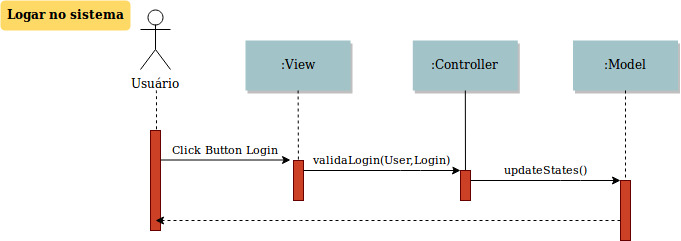 Logar no sistema
Usuário
:View
:Controller
:Model
Click Button Login
validaLogin(User,Login)
updateStates()